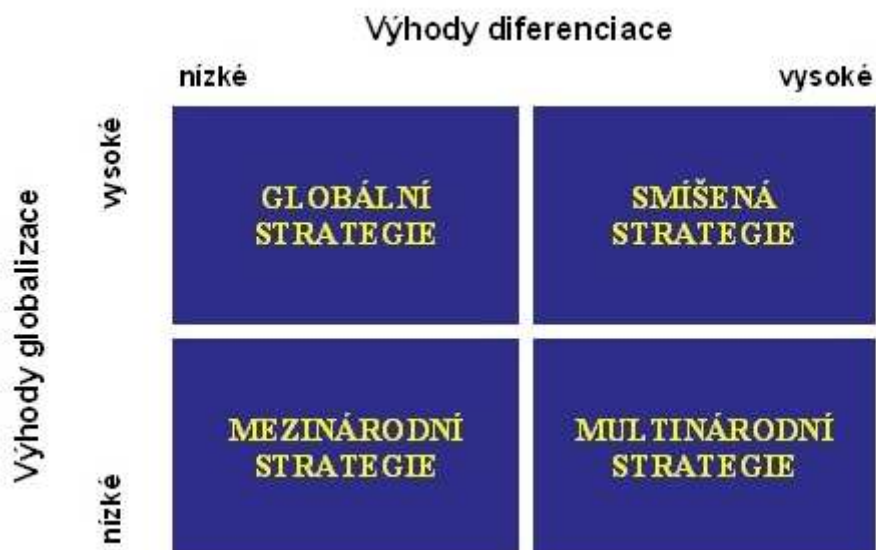 Výhody diferenciace
nízké
vysoké
Výhody globalizace
vysoké
GLOBÁLNÍ
STRATEGIE
SMÍŠENÁ
STRATEGIE
nízké
MEZINÁRODNÍ
STRATEGIE
MULTINÁRODNÍ
STRATEGIE